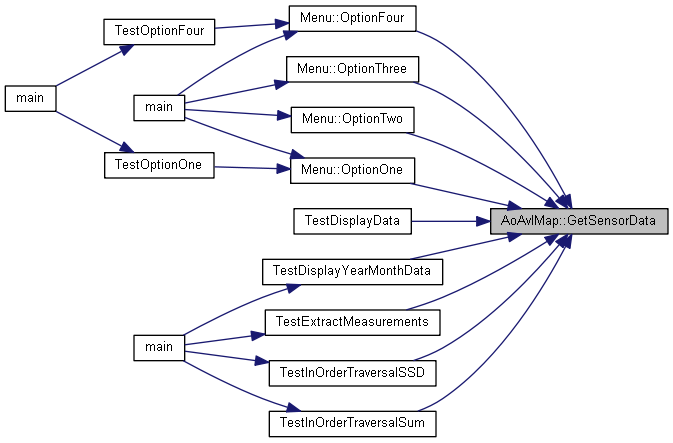 Menu::OptionFour
TestOptionFour
Menu::OptionThree
main
main
Menu::OptionTwo
TestOptionOne
Menu::OptionOne
TestDisplayData
AoAvlMap::GetSensorData
TestDisplayYearMonthData
TestExtractMeasurements
main
TestInOrderTraversalSSD
TestInOrderTraversalSum